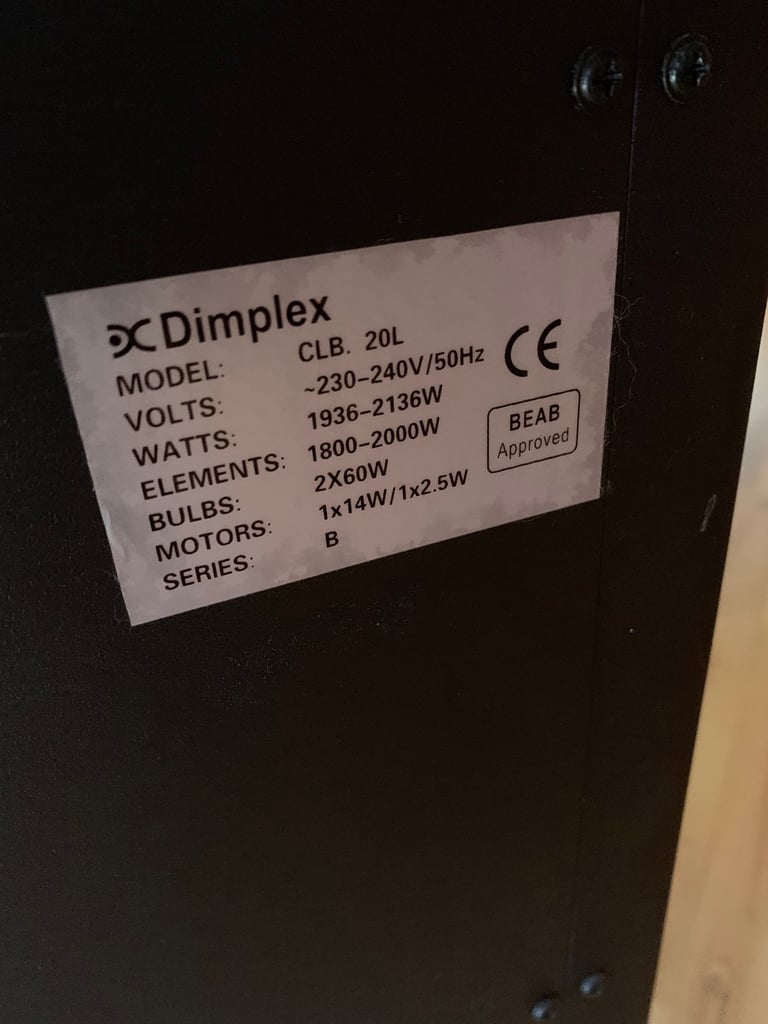 Dimplex
MODEL: CLB. 20L
VOLTS: ~230-240V/50Hz
WATTS: 1936-2136W
ELEMENTS: 1800-2000W
BULBS: 2X60W
MOTORS: 1x14W/1x2.5W
SERIES: B
CE
BEAB
Approved